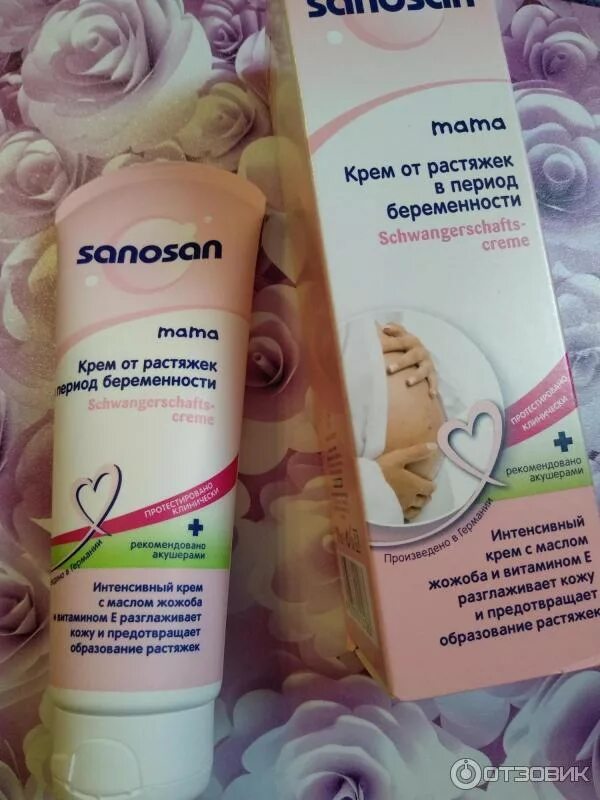 sanosan
mama
Крем от растяжек
в период
беременности
Schwangerschafts-
creme
ПРОТЕСТИРОВАНО
КЛИНИЧЕСКИ
рекомендовано
акушерами
Произведено в Германии
Интенсивный
крем с маслом
жожоба и витамином Е
разглаживает кожу
и предотвращает
образование растяжек
sanosan
mama
Крем от растяжек
период беременности
Schwangerschafts-
creme
ПРОТЕСТИРОВАНО
КЛИНИЧЕСКИ
рекомендовано
акушерами
в Германии
Интенсивный крем
с маслом жожоба
и витамином Е разглаживает
кожу и предотвращает
образование растяжек
ОТЗОВИК